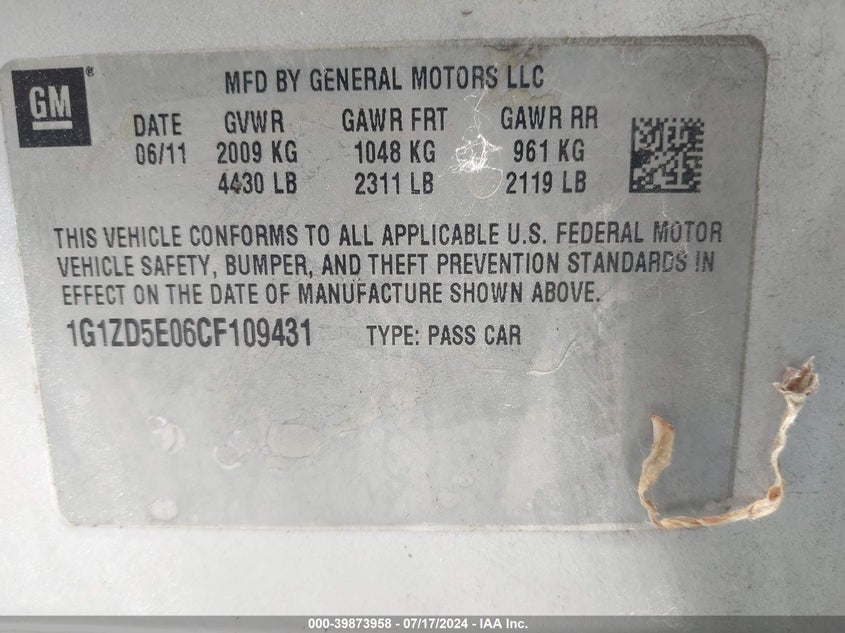 GM®
MFD BY GENERAL MOTORS LLC
DATE GVWR GAWR FRT GAWR RR
06/11 2009 KG 1048 KG 961 KG
4430 LB 2311 LB 2119 LB
THIS VEHICLE CONFORMS TO ALL APPLICABLE U.S. FEDERAL MOTOR
VEHICLE SAFETY, BUMPER, AND THEFT PREVENTION STANDARDS IN
EFFECT ON THE DATE OF MANUFACTURE SHOWN ABOVE.
1G1ZD5E06CF109431 TYPE: PASS CAR
000-39873958 - 07/17/2024 - IAA Inc.